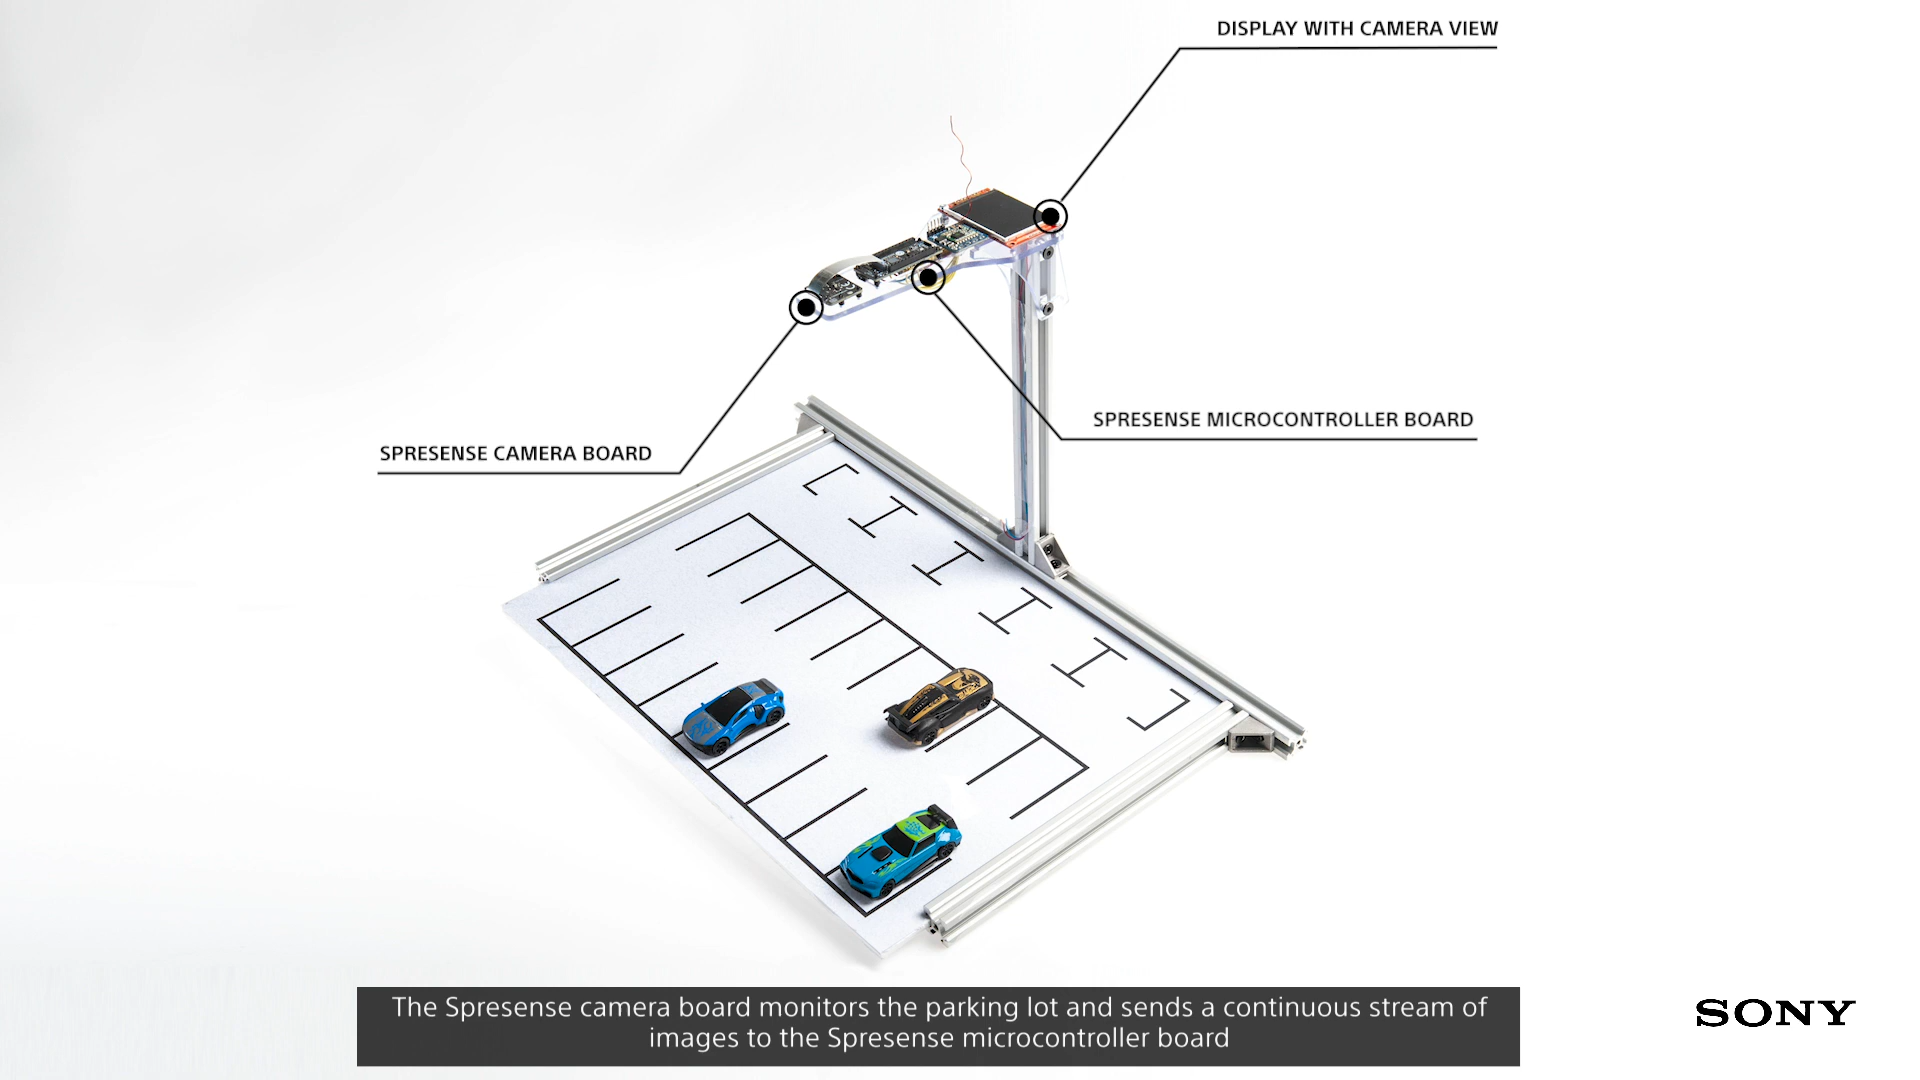 DISPLAY WITH CAMERA VIEW
SPRESENSE MICROCONTROLLER BOARD
SPRESENSE CAMERA BOARD
The Spresense camera board monitors the parking lot and sends a continuous stream of
images to the Spresense microcontroller board
SONY